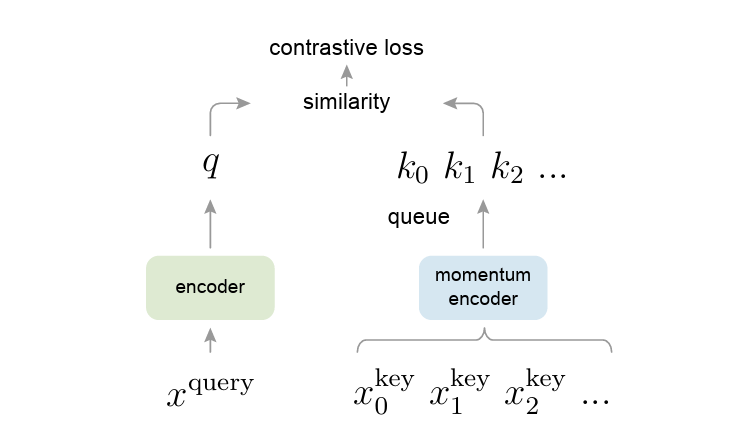 contrastive loss
similarity
q
k₀ k₁ k₂ ...
queue
encoder
momentum
encoder
x^query
x₀^key x₁^key x₂^key ...